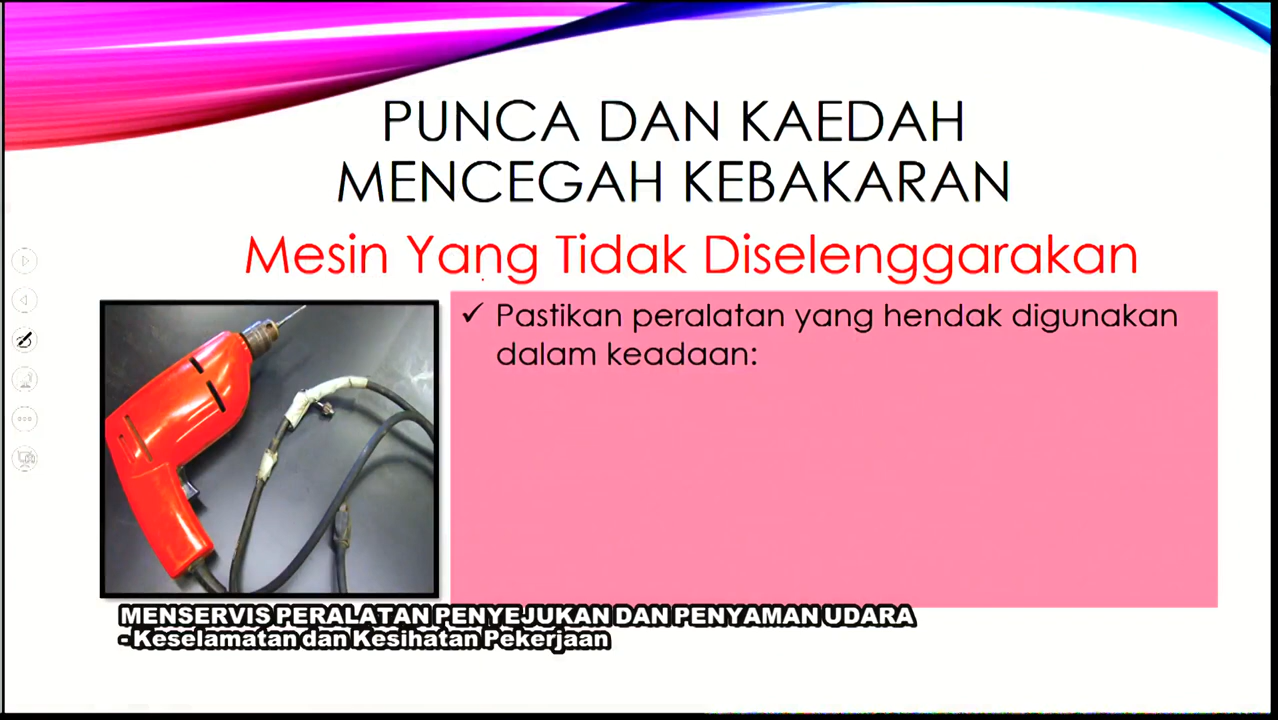 PUNCA DAN KAEDAH
MENCEGAH KEBAKARAN
Mesin Yang Tidak Diselenggarakan
✓ Pastikan peralatan yang hendak digunakan
dalam keadaan:
MENSERVIS PERALATAN PENYEJUKAN DAN PENYAMAN UDARA
- Keselamatan dan Kesihatan Pekerjaan